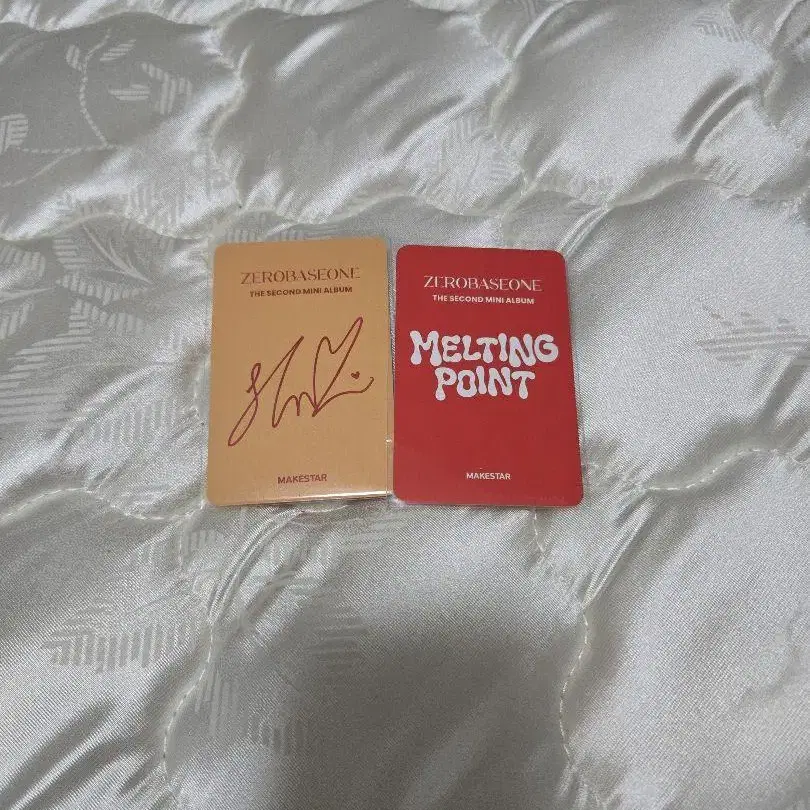 ZEROBASEONE
THE SECOND MINI ALBUM
MAKESTAR
ZEROBASEONE
THE SECOND MINI ALBUM
MELTING
POINT
MAKESTAR